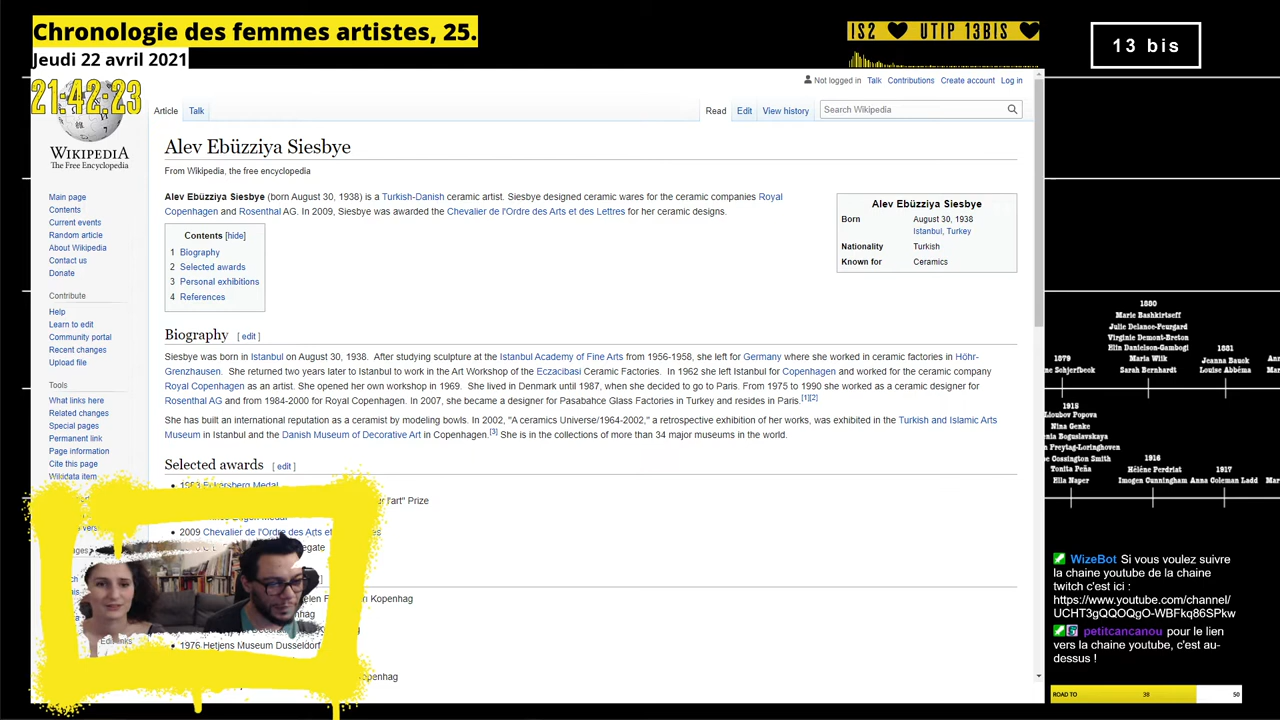 Chronologie des femmes artistes, 25.
Jeudi 22 avril 2021
21:42.23
IS2 UTIP 13BIS
13 bis
Not logged in Talk Contributions Create account Log in
Article Talk
Read Edit View history
Search Wikipedia
WIKIPEDIA
The Free Encyclopedia
Main page
Contents
Current events
Random article
About Wikipedia
Contact us
Donate
Contribute
Help
Learn to edit
Community portal
Recent changes
Upload file
Tools
What links here
Related changes
Special pages
Permanent link
Page information
Cite this page
Wikidata item
Edit links
Alev Ebüzziya Siesbye
From Wikipedia, the free encyclopedia
Alev Ebüzziya Siesbye (born August 30, 1938) is a Turkish-Danish ceramic artist. Siesbye designed ceramic wares for the ceramic companies Royal
Copenhagen and Rosenthal AG. In 2009, Siesbye was awarded the Chevalier de l'Ordre des Arts et des Lettres for her ceramic designs.
Contents [hide]
1 Biography
2 Selected awards
3 Personal exhibitions
4 References
Alev Ebüzziya Siesbye
Born August 30, 1938
Istanbul, Turkey
Nationality Turkish
Known for Ceramics
Biography [ edit ]
Siesbye was born in Istanbul on August 30, 1938. After studying sculpture at the Istanbul Academy of Fine Arts from 1956-1958, she left for Germany where she worked in ceramic factories in Höhr-
Grenzhausen. She returned two years later to Istanbul to work in the Art Workshop of the Eczacibasi Ceramic Factories. In 1962 she left Istanbul for Copenhagen and worked for the ceramic company
Royal Copenhagen as an artist. She opened her own workshop in 1969. She lived in Denmark until 1987, when she decided to go to Paris. From 1975 to 1990 she worked as a ceramic designer for
Rosenthal AG and from 1984-2000 for Royal Copenhagen. In 2007, she became a designer for Pasabahce Glass Factories in Turkey and resides in Paris.[1][2]
She has built an international reputation as a ceramist by modeling bowls. In 2002, "A ceramics Universe/1964-2002," a retrospective exhibition of her works, was exhibited in the Turkish and Islamic Arts
Museum in Istanbul and the Danish Museum of Decorative Art in Copenhagen.[3] She is in the collections of more than 34 major museums in the world.
Selected awards [ edit ]
1983 Eckersberg Medal
r l'art" Prize
2009 Chevalier de l'Ordre des Arts et
Kopenhag
1976 Hetjens Museum Dusseldorf
openhag
1880
Marie Bashkirtseff
Julie Delance-Feurgard
Virginie Demont-Breton
Elin Danielson-Gambogi
1879 Maria Wiik 1881
Jeanna Bauck
ne Schjerfbeck Sarah Bernhardt Louise Abbéma
1915
Lioubov Popova
Nina Genke
nia Boguslavskaya
n Freytag-Loringhoven
ce Cossington Smith 1916
Tonita Peña Hélène Perdriat 1917
Ella Naper Imogen Cunningham Anna Coleman Ladd
WizeBot Si vous voulez suivre
la chaine youtube de la chaine
twitch c'est ici :
https://www.youtube.com/channel/
UCHT3gQQOQgO-WBFkq86SPkw
petitcancanou pour le lien
vers la chaine youtube, c'est au-
dessus !
ROAD TO 38 50